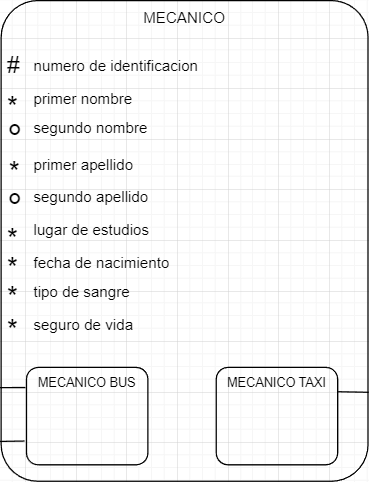 MECANICO
# numero de identificacion
* primer nombre
o segundo nombre
* primer apellido
o segundo apellido
* lugar de estudios
* fecha de nacimiento
* tipo de sangre
* seguro de vida
MECANICO BUS
MECANICO TAXI